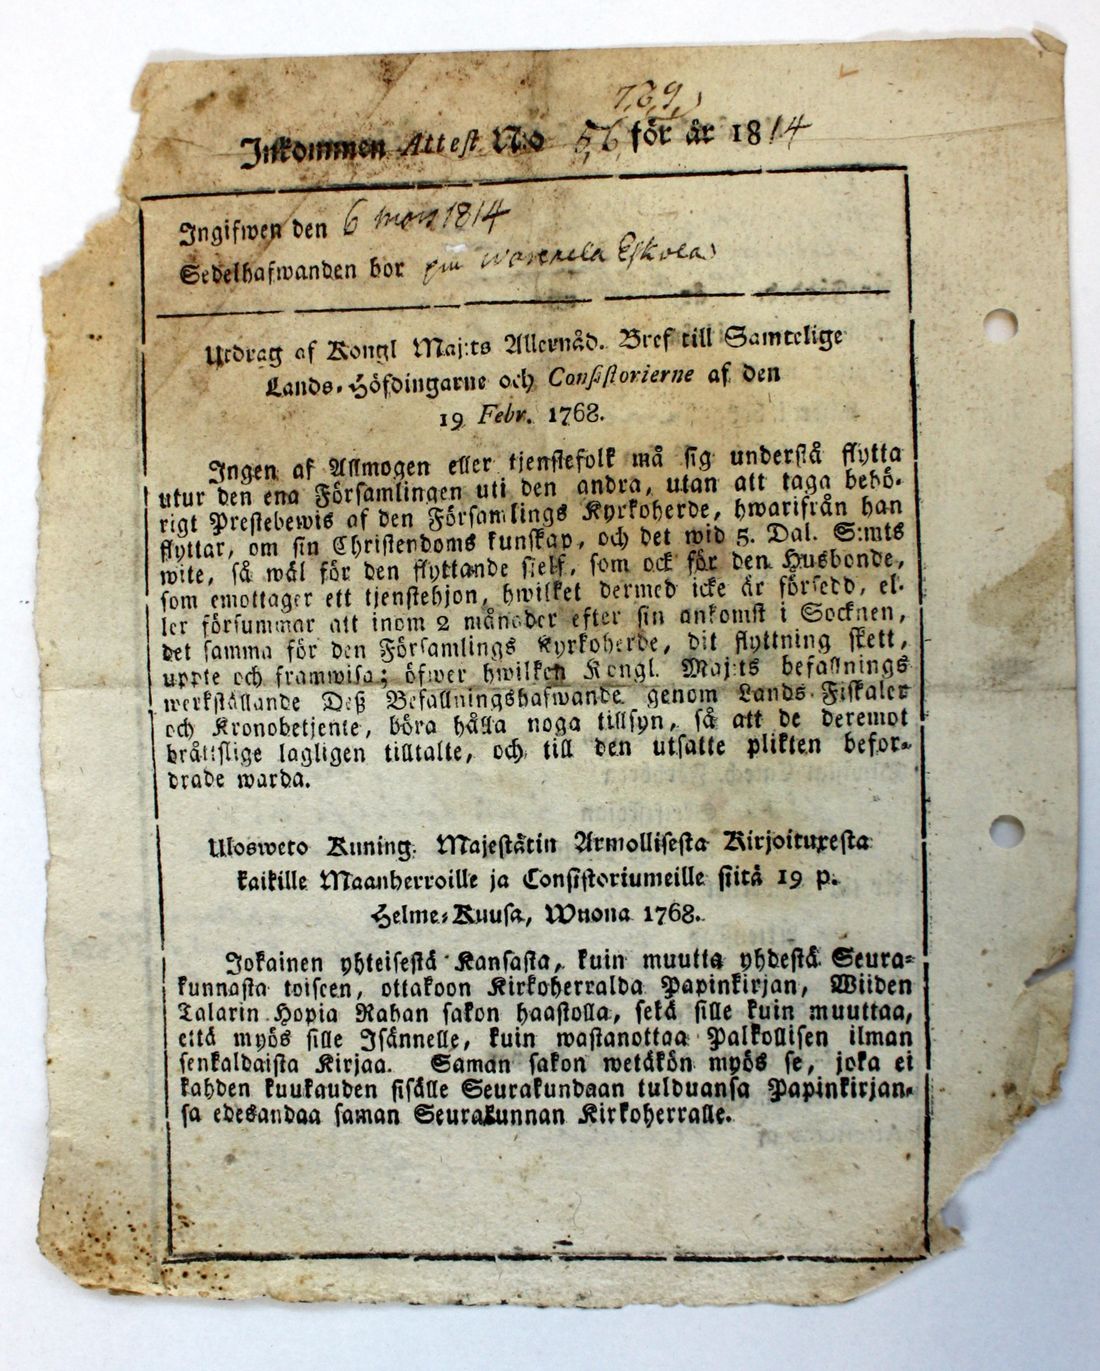 7,6,9,
Inkommen Attest N:o 56 för år 1814
Ingifwen den 6 mars 1814
Sedelhafwanden bor
Utdrag af Kongl Maj:ts Allernåd. Bref till Samtelige
Lands-Höfdingarne och Consistorierne af den
19 Febr. 1768.
Ingen af Allmogen eller tjenstefolk må sig understå flytta
utur den ena Församlingen uti den andra, utan att taga behö-
rigt Prestebewis af den Församlings Kyrkoherde, hwarifrån han
flyttar, om sin Christendoms kunskap, och det wid 5. Dal. S:mts
wite, så wäl för den flyttande sjelf, som ock för den Husbonde,
som emottager ett tjenstehjon, hwilket dermed icke är försedd, el-
ler försummar att inom 2 månader efter sin ankomst i Socknen,
det samma för den Församlings Kyrkoherde, dit flyttning skett,
uppte och framwisa; öfwer hwilken Kongl. Maj:ts befallnings
werkställande Deß Befallningshafwande genom Lands-Fiskaler
och Kronobetjente, böra hålla noga tillsyn, så att de deremot
bråttslige lagligen tilltalte, och till den utsatte plikten befor-
drade warda.
Ulosweto Kuning. Majestätin Armollisesta Kirjoituxesta
kaikille Maanherroille ja Consistoriumeille siitä 19 p.
Helme-Kuusa, Wuona 1768.
Jokainen yhteisestä Kansasta, kuin muutta yhdestä Seura-
kunnasta toiseen, ottakoon Kirkoherralda Papinkirjan, Wiiden
Talarin Hopia Rahan sakon haastolla, sekä sille kuin muuttaa,
että myös sille Isännelle, kuin wastanottaa Palkollisen ilman
senkaldaista Kirjaa. Saman sakon wetäkön myös se, joka ei
kahden kuukauden sisälle Seurakundaan tulduansa Papinkirjan-
sa edesandaa saman Seurakunnan Kirkoherralle.